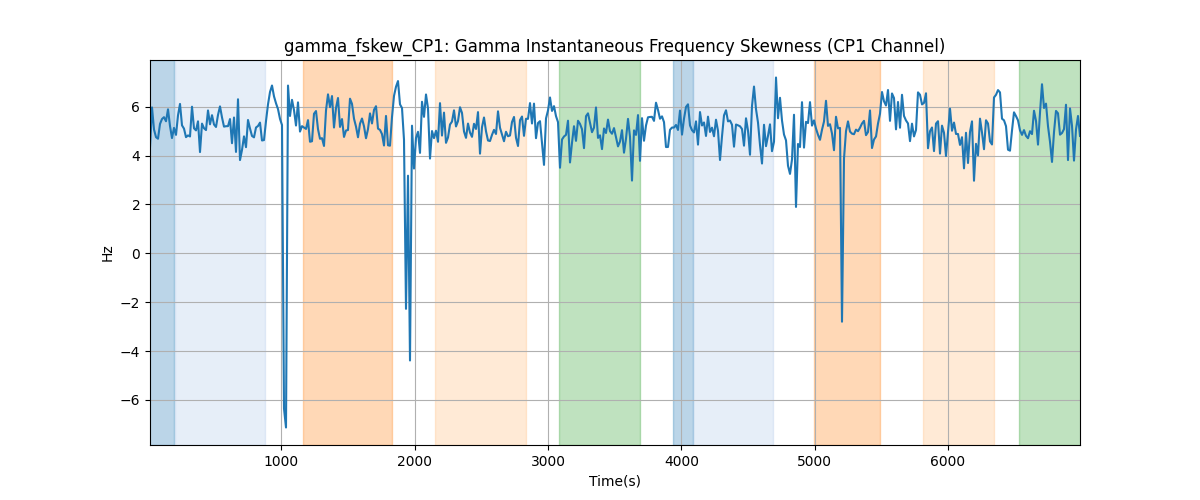 gamma_fskew_CP1: Gamma Instantaneous Frequency Skewness (CP1 Channel)
6
4
2
0
−2
−4
−6
Hz
1000 2000 3000 4000 5000 6000
Time(s)